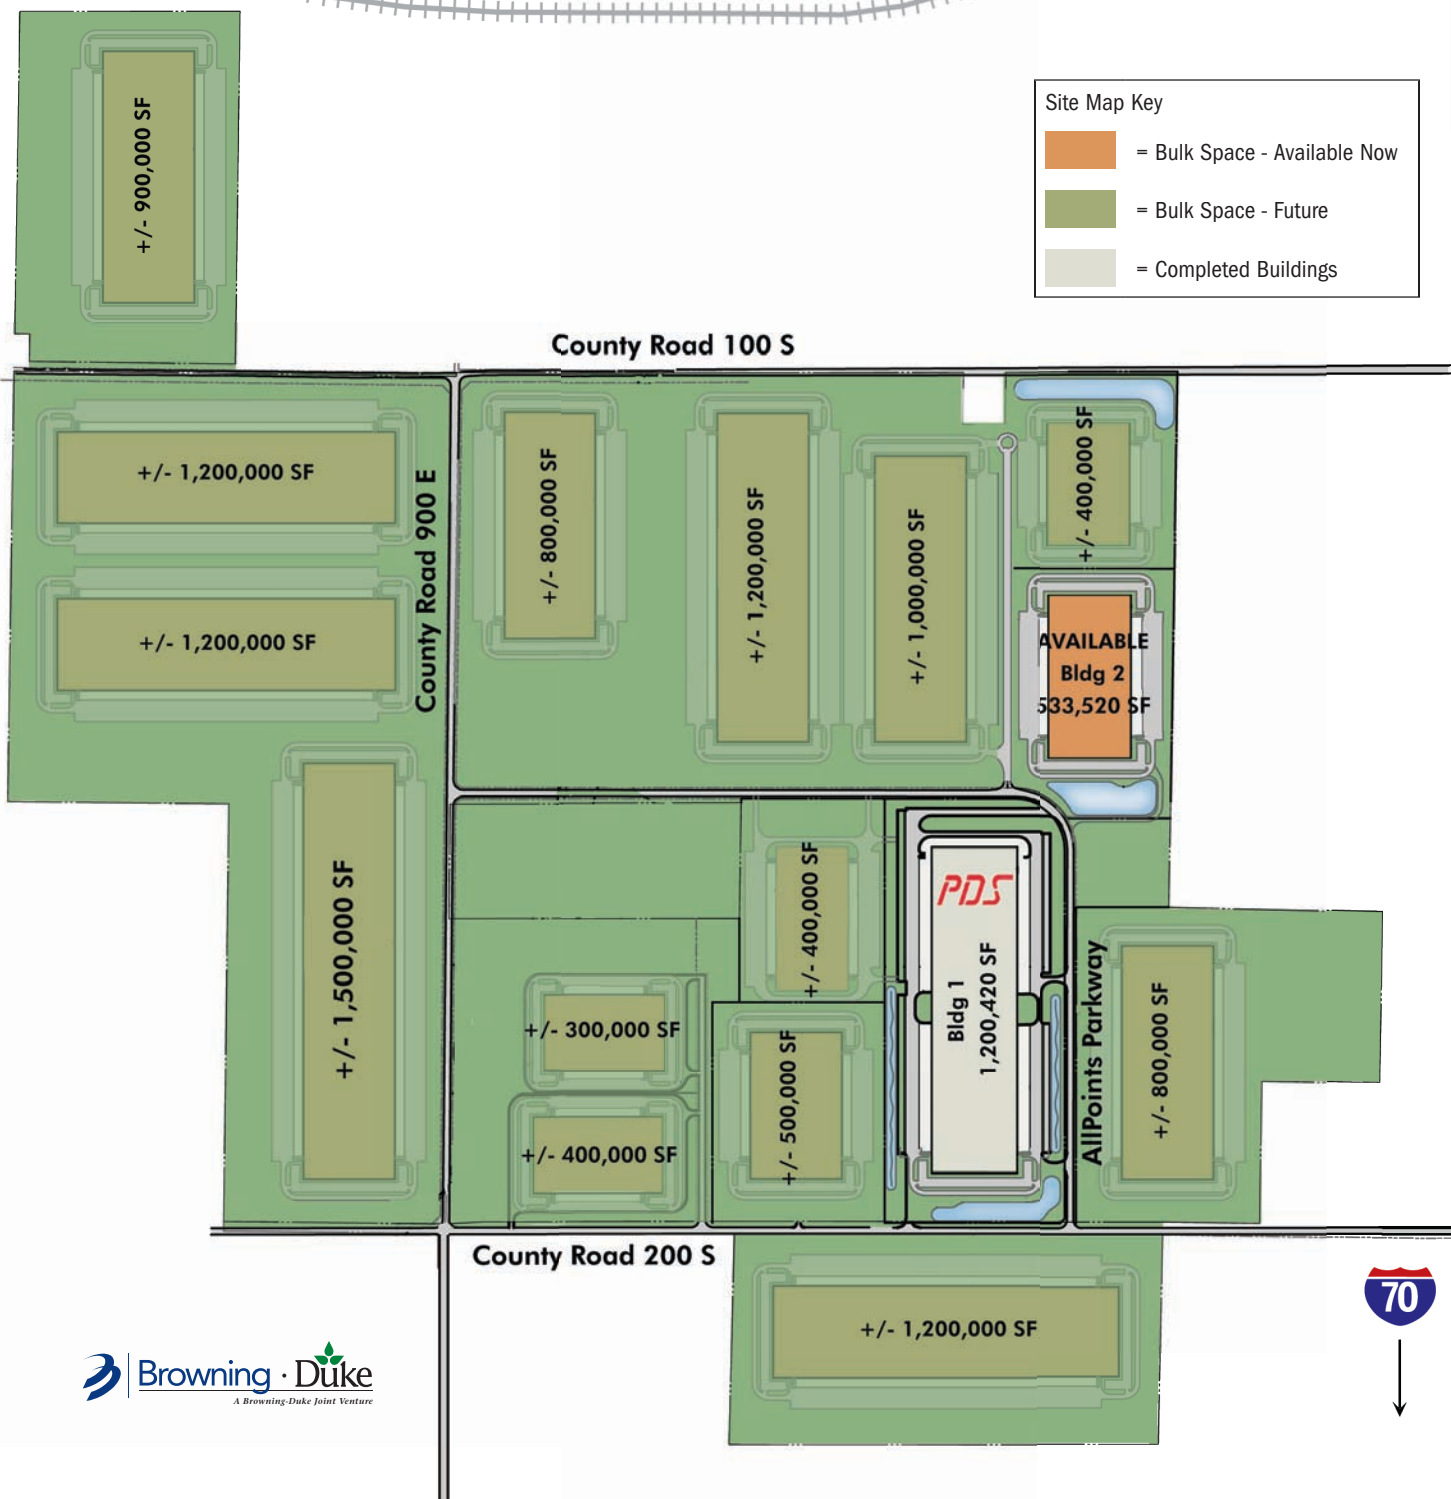 Site Map Key
= Bulk Space - Available Now
= Bulk Space - Future
= Completed Buildings
+/- 900,000 SF
County Road 100 S
+/- 1,200,000 SF
+/- 1,200,000 SF
County Road 900 E
+/- 800,000 SF
+/- 1,200,000 SF
+/- 1,000,000 SF
+/- 400,000 SF
AVAILABLE
Bldg 2
533,520 SF
+/- 1,500,000 SF
+/- 400,000 SF
PDS
Bldg 1
1,200,420 SF
AllPoints Parkway
+/- 800,000 SF
+/- 300,000 SF
+/- 400,000 SF
+/- 500,000 SF
County Road 200 S
+/- 1,200,000 SF
70
Browning · Duke
A Browning-Duke Joint Venture